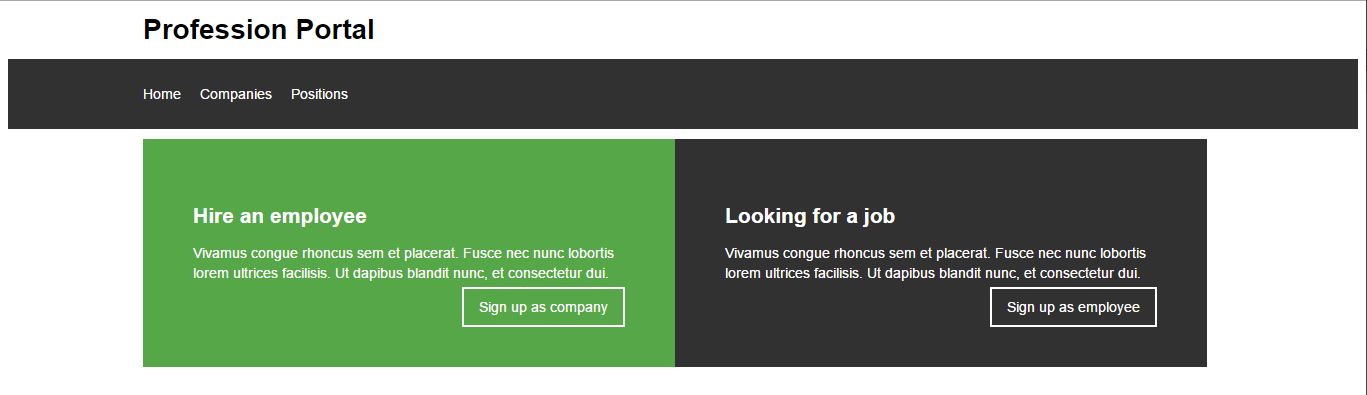 Profession Portal
Home Companies Positions
Hire an employee
Vivamus congue rhoncus sem et placerat. Fusce nec nunc lobortis
lorem ultrices facilisis. Ut dapibus blandit nunc, et consectetur dui.
Sign up as company
Looking for a job
Vivamus congue rhoncus sem et placerat. Fusce nec nunc lobortis
lorem ultrices facilisis. Ut dapibus blandit nunc, et consectetur dui.
Sign up as employee